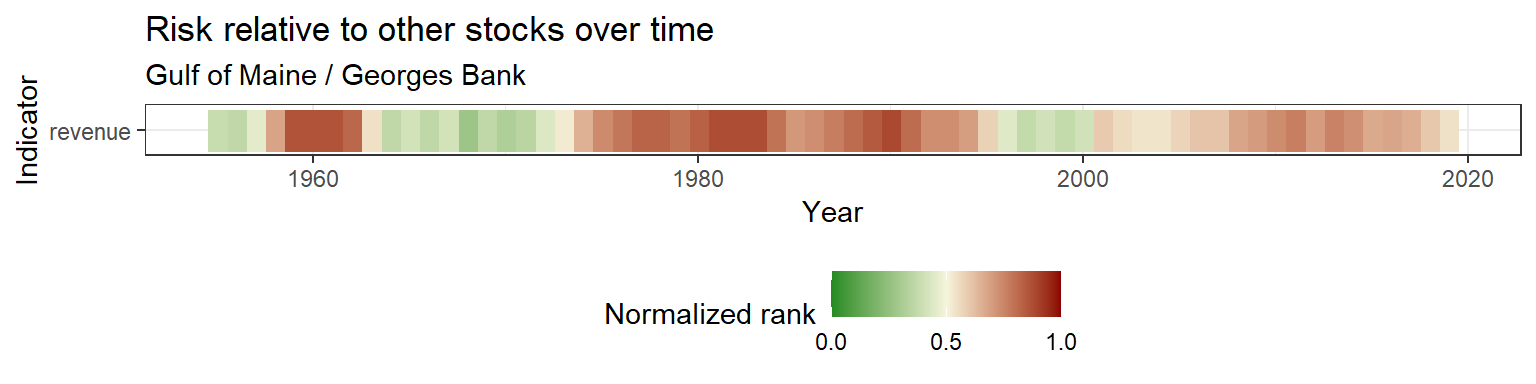 Risk relative to other stocks over time
Gulf of Maine / Georges Bank
Indicator
revenue
1960 1980 2000 2020
Year
Normalized rank
0.0 0.5 1.0